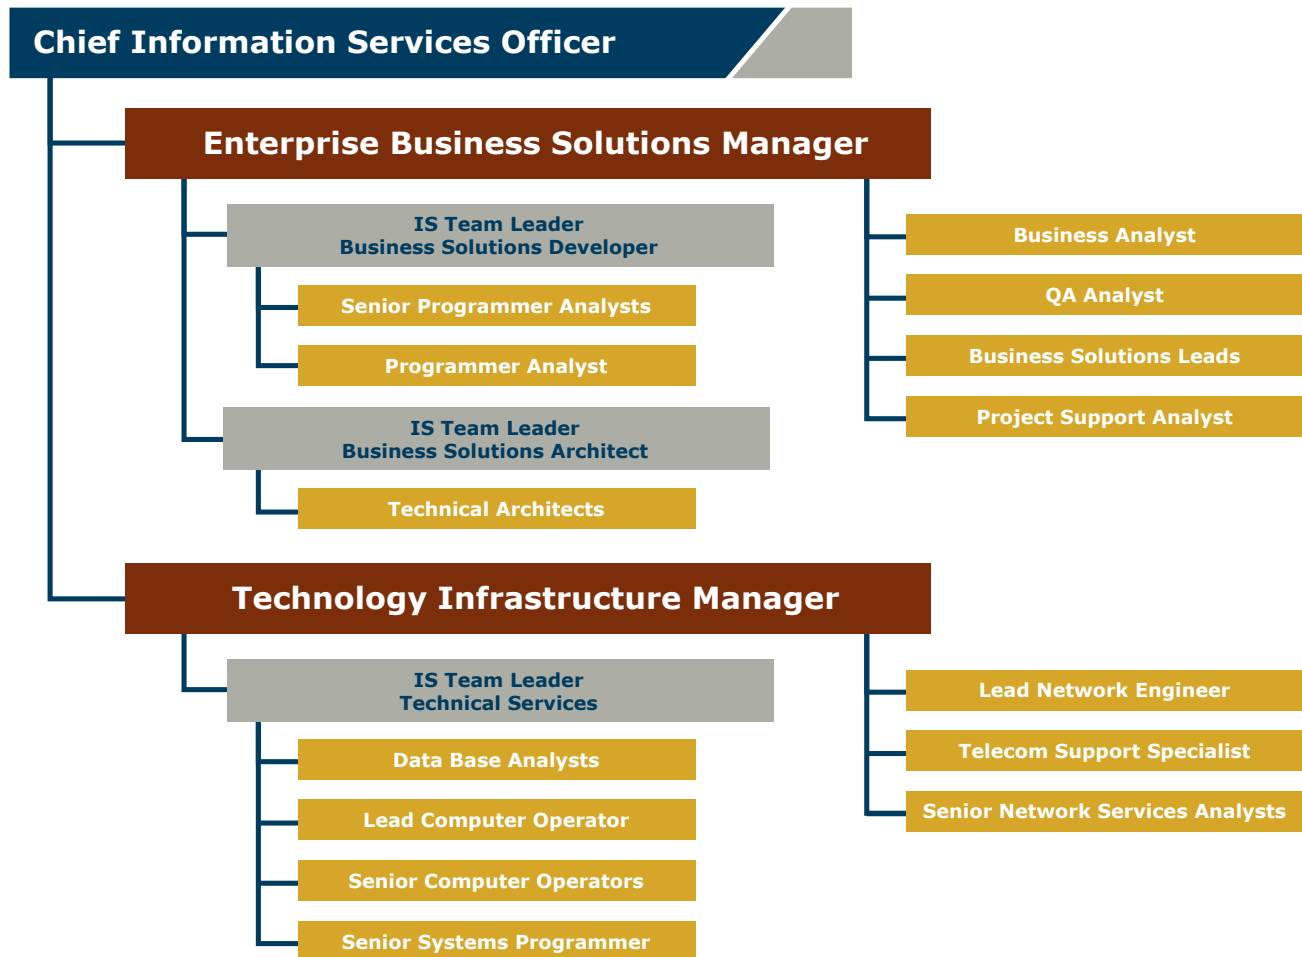 Chief Information Services Officer
Enterprise Business Solutions Manager
IS Team Leader
Business Solutions Developer
Senior Programmer Analysts
Programmer Analyst
IS Team Leader
Business Solutions Architect
Technical Architects
Business Analyst
QA Analyst
Business Solutions Leads
Project Support Analyst
Technology Infrastructure Manager
IS Team Leader
Technical Services
Data Base Analysts
Lead Computer Operator
Senior Computer Operators
Senior Systems Programmer
Lead Network Engineer
Telecom Support Specialist
Senior Network Services Analysts